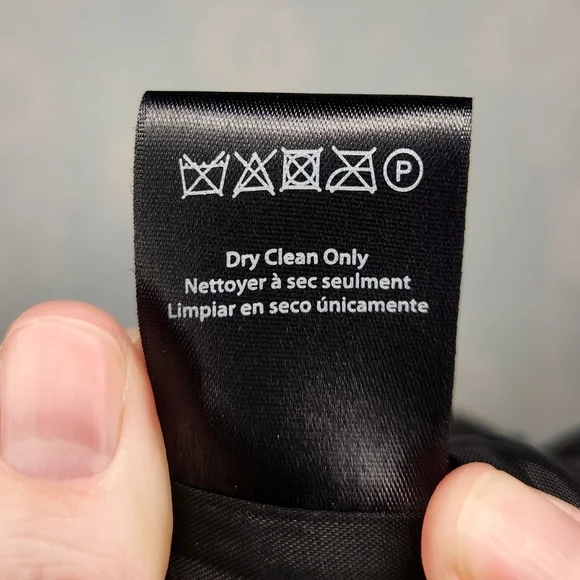 P
Dry Clean Only
Nettoyer à sec seulment
Limpiar en seco únicamente